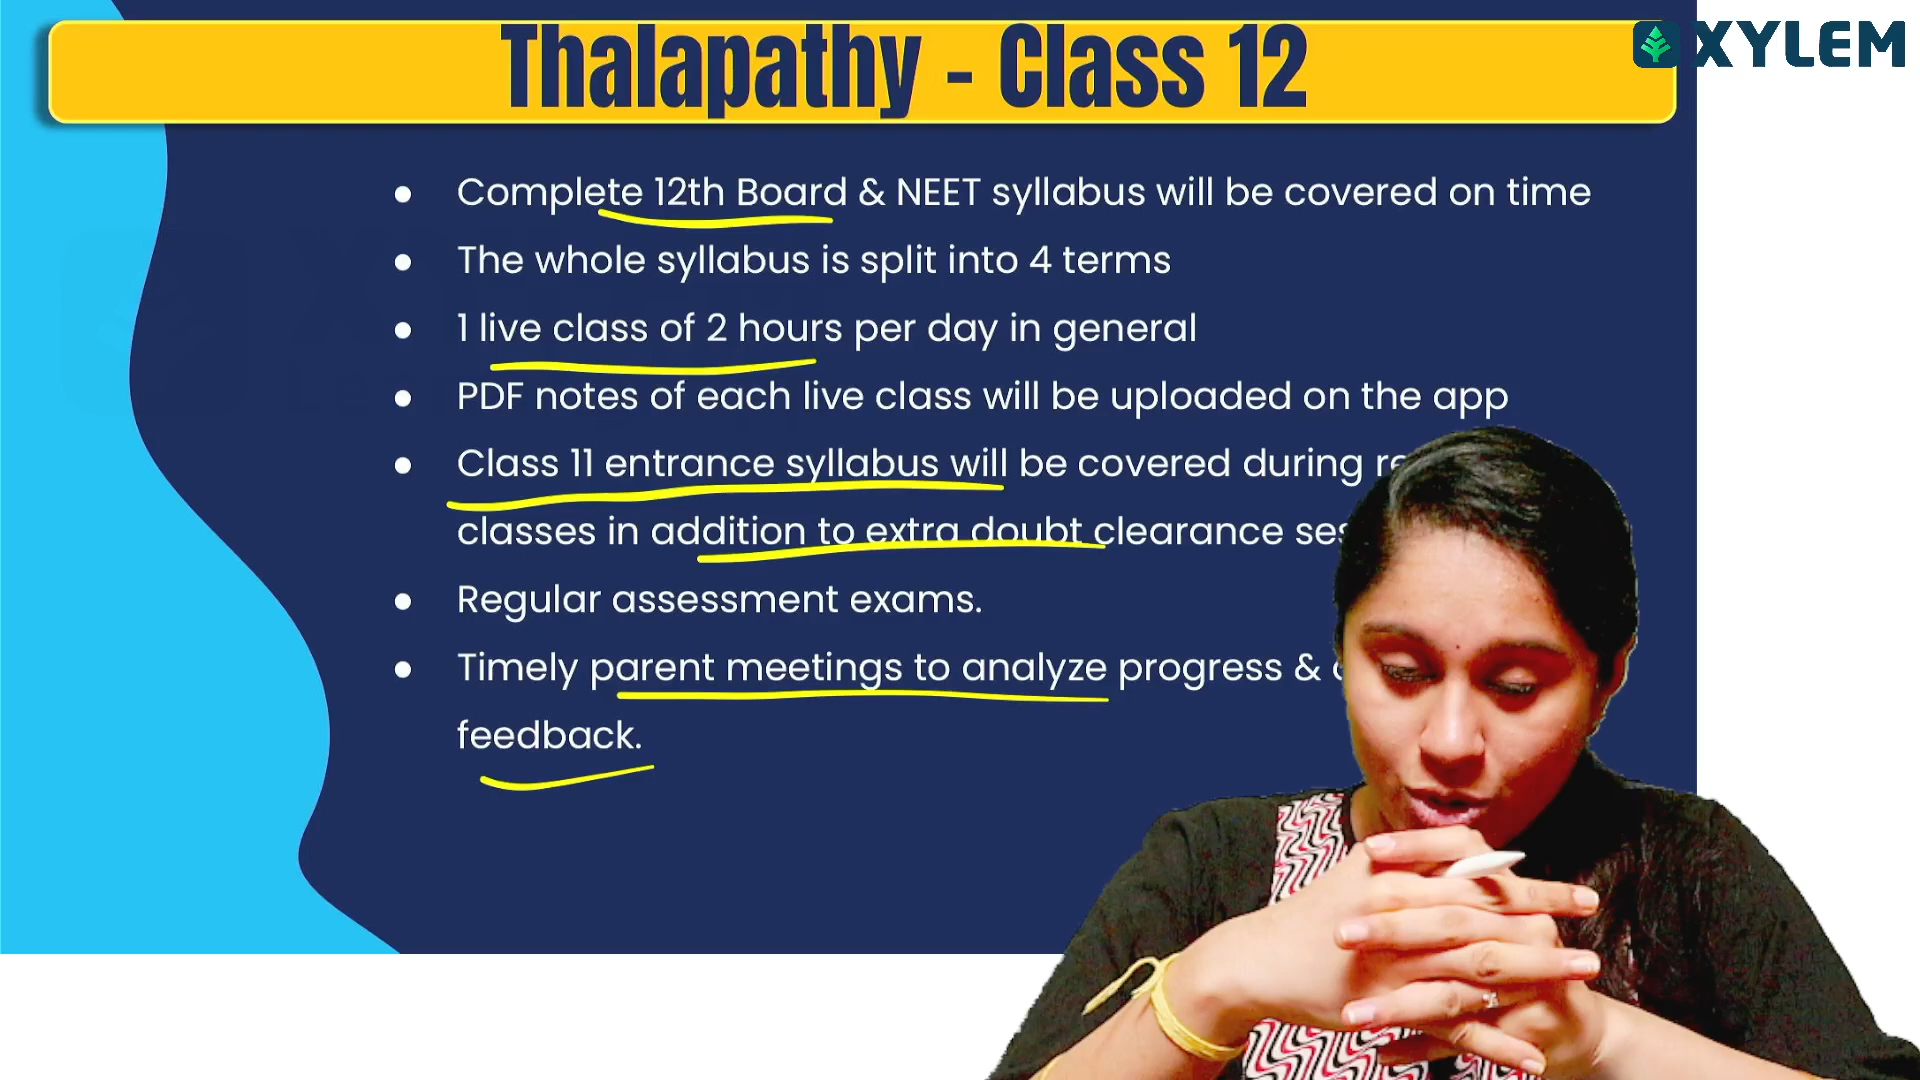 Thalapathy - Class 12
XYLEM
• Complete 12th Board & NEET syllabus will be covered on time
• The whole syllabus is split into 4 terms
• 1 live class of 2 hours per day in general
• PDF notes of each live class will be uploaded on the app
• Class 11 entrance syllabus will be covered during
classes in addition to extra doubt clearance
• Regular assessment exams.
• Timely parent meetings to analyze progress &
feedback.